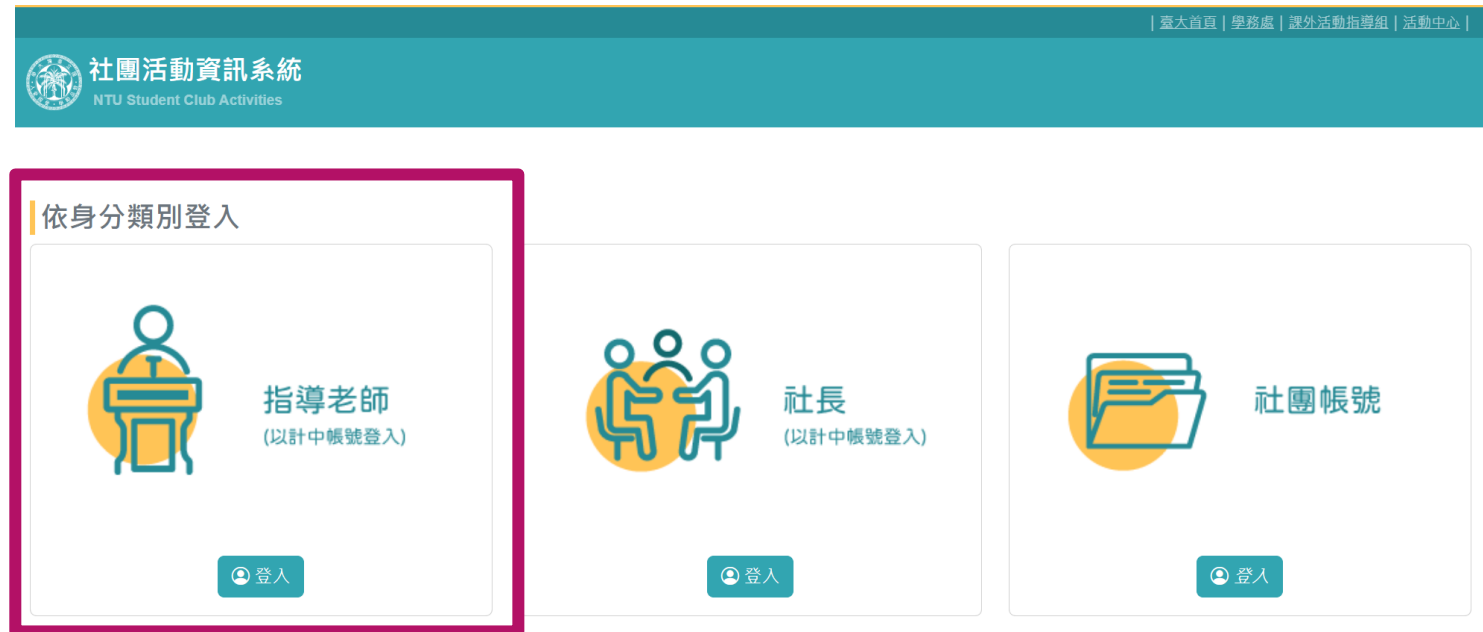 | 臺大首頁 | 學務處 | 課外活動指導組 | 活動中心 |
社團活動資訊系統
NTU Student Club Activities
依身分類別登入
指導老師
(以計中帳號登入)
登入
社長
(以計中帳號登入)
登入
社團帳號
登入